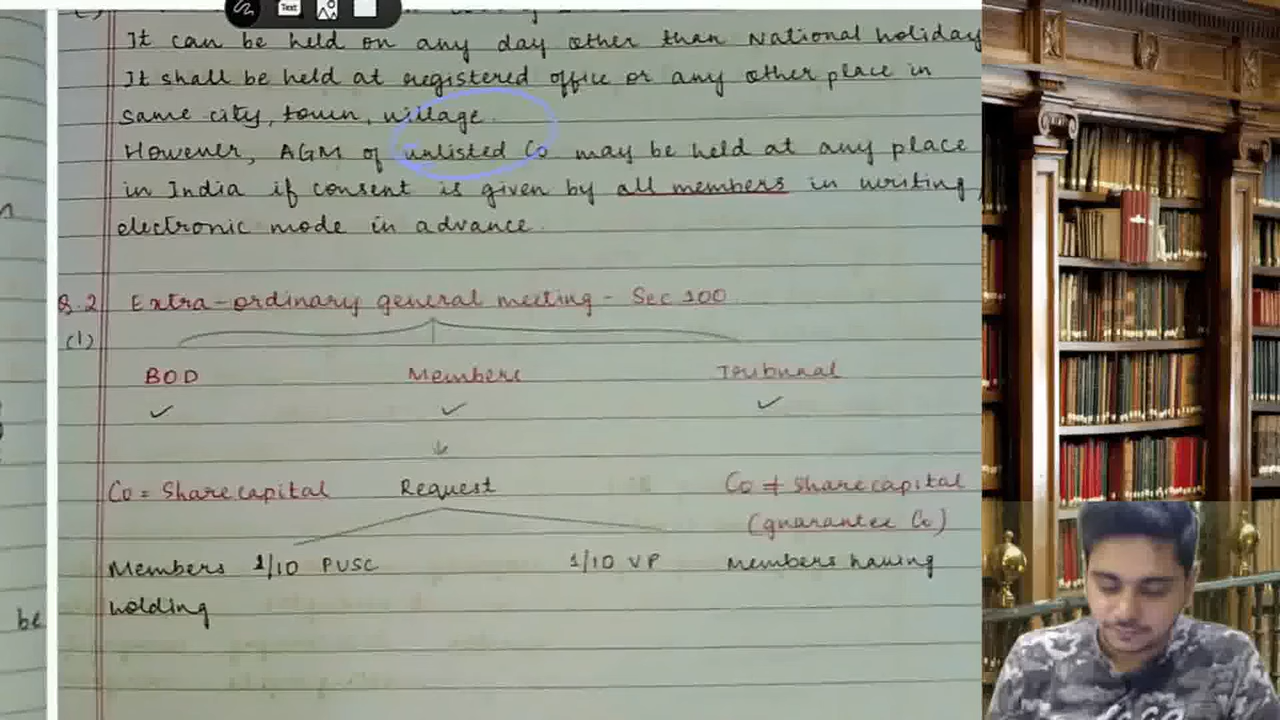 Text
It can be held on any day other than National holiday
It shall be held at registered office or any other place in
same city, town, village.
However, AGM of unlisted Co may be held at any place
in India if consent is given by all members in writing,
electronic mode in advance.
Q.2 Extra-ordinary general meeting - Sec 100
(1)
BOD Members Tribunal
Co = Sharecapital Request Co ≠ Sharecapital
(guarantee Co)
Members 1/10 PUSC 1/10 VP Members having
holding
be